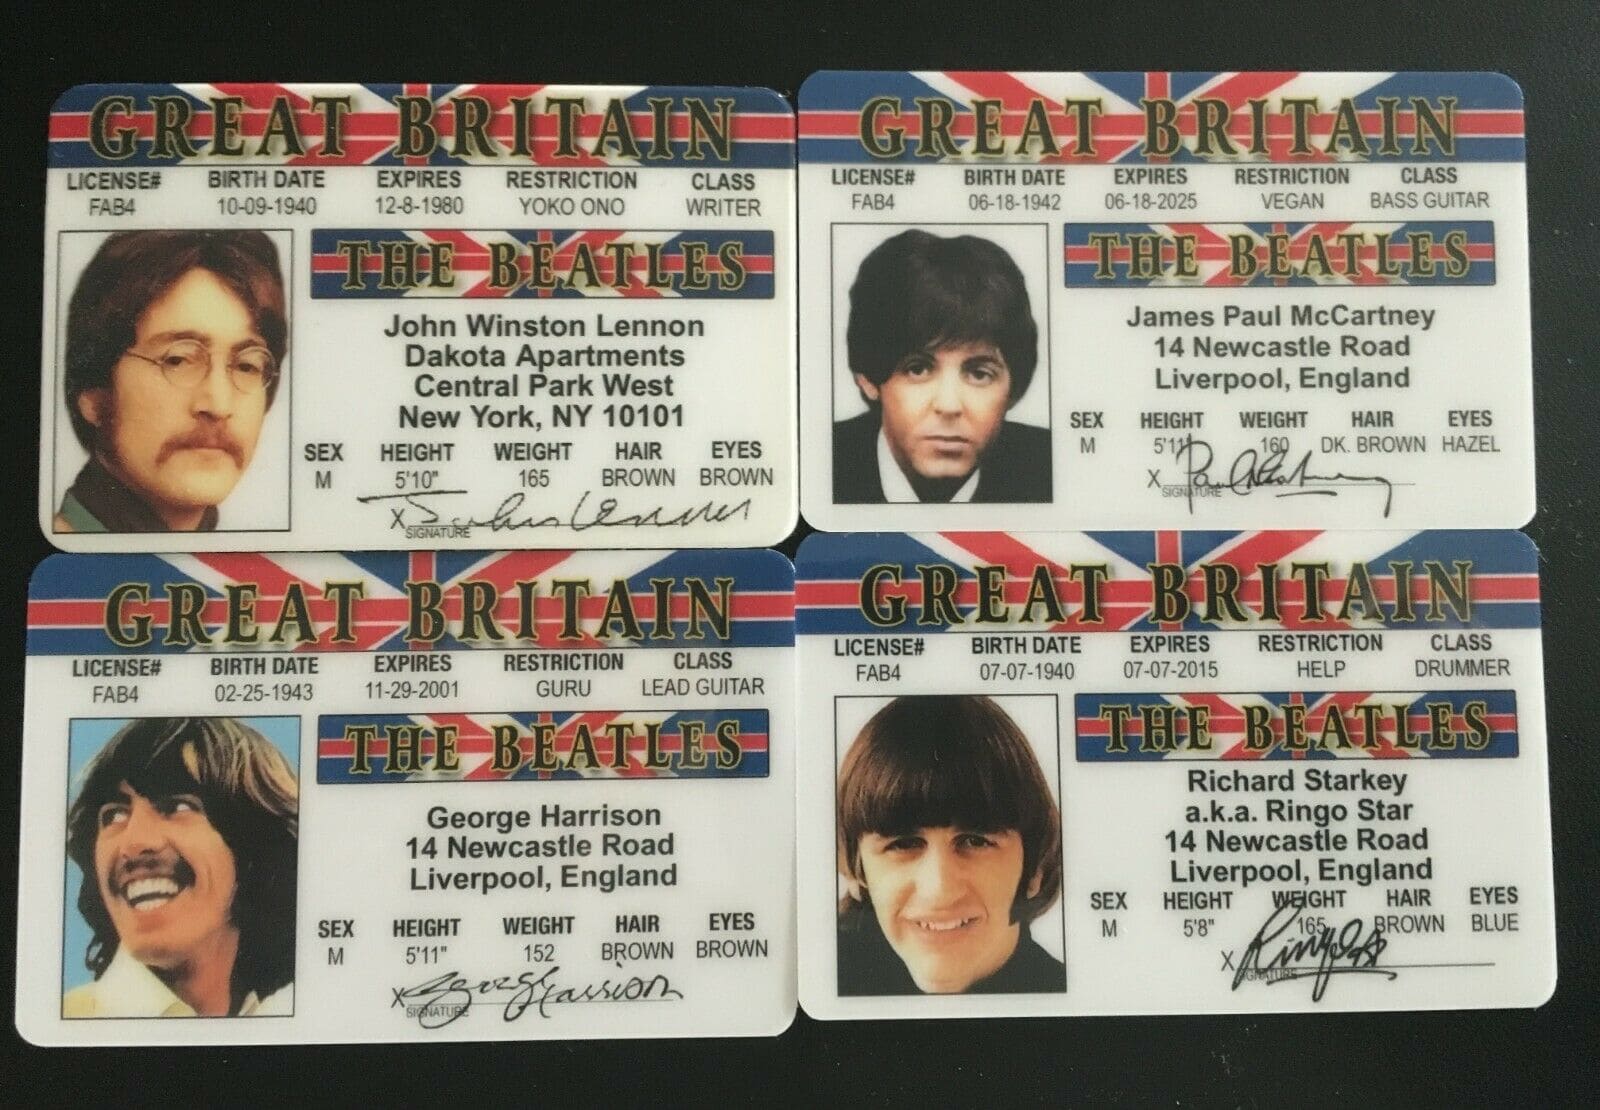 GREAT BRITAIN
LICENSE# BIRTH DATE EXPIRES RESTRICTION CLASS
FAB4 10-09-1940 12-8-1980 YOKO ONO WRITER
THE BEATLES
John Winston Lennon
Dakota Apartments
Central Park West
New York, NY 10101
SEX HEIGHT WEIGHT HAIR EYES
M 5'10" 165 BROWN BROWN
X John Lennon
SIGNATURE
GREAT BRITAIN
LICENSE# BIRTH DATE EXPIRES RESTRICTION CLASS
FAB4 06-18-1942 06-18-2025 VEGAN BASS GUITAR
THE BEATLES
James Paul McCartney
14 Newcastle Road
Liverpool, England
SEX HEIGHT WEIGHT HAIR EYES
M 5'11" 160 DK. BROWN HAZEL
X Paul McCartney
SIGNATURE
GREAT BRITAIN
LICENSE# BIRTH DATE EXPIRES RESTRICTION CLASS
FAB4 02-25-1943 11-29-2001 GURU LEAD GUITAR
THE BEATLES
George Harrison
14 Newcastle Road
Liverpool, England
SEX HEIGHT WEIGHT HAIR EYES
M 5'11" 152 BROWN BROWN
X George Harrison
SIGNATURE
GREAT BRITAIN
LICENSE# BIRTH DATE EXPIRES RESTRICTION CLASS
FAB4 07-07-1940 07-07-2015 HELP DRUMMER
THE BEATLES
Richard Starkey
a.k.a. Ringo Star
14 Newcastle Road
Liverpool, England
SEX HEIGHT WEIGHT HAIR EYES
M 5'8" 165 BROWN BLUE
X Ringo
SIGNATURE